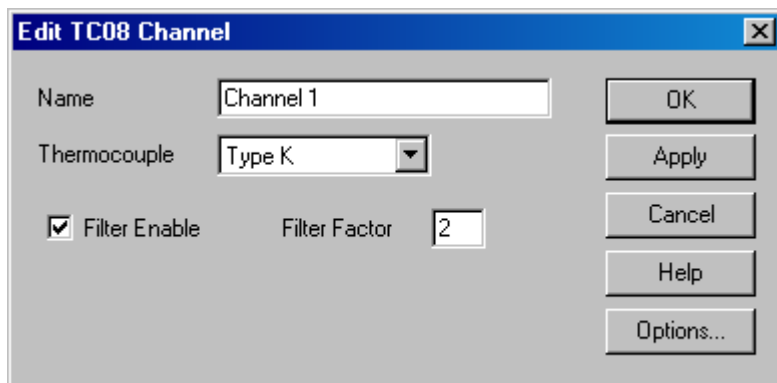 Edit TC08 Channel
Name
Channel 1
OK
Thermocouple
Type K
Apply
Filter Enable
Filter Factor
2
Cancel
Help
Options...